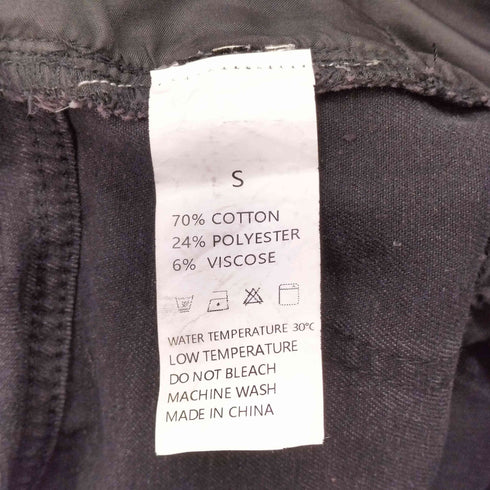 S
70% COTTON
24% POLYESTER
6% VISCOSE
WATER TEMPERATURE 30℃
LOW TEMPERATURE
DO NOT BLEACH
MACHINE WASH
MADE IN CHINA